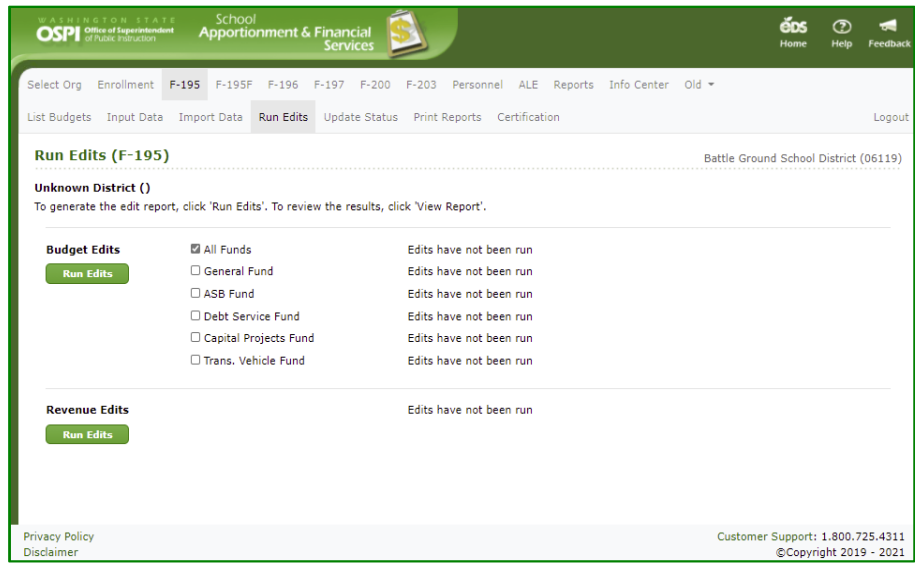 WASHINGTON STATE
OSPI Office of Superintendent of Public Instruction
School
Apportionment & Financial
Services
$
eds
Home Help Feedback
Select Org Enrollment F-195 F-195F F-196 F-197 F-200 F-203 Personnel ALE Reports Info Center Old
List Budgets Input Data Import Data Run Edits Update Status Print Reports Certification Logout
Run Edits (F-195) Battle Ground School District (06119)
Unknown District ()
To generate the edit report, click 'Run Edits'. To review the results, click 'View Report'.
Budget Edits All Funds Edits have not been run
Run Edits General Fund Edits have not been run
ASB Fund Edits have not been run
Debt Service Fund Edits have not been run
Capital Projects Fund Edits have not been run
Trans. Vehicle Fund Edits have not been run
Revenue Edits Edits have not been run
Run Edits
Privacy Policy Customer Support: 1.800.725.4311
Disclaimer ©Copyright 2019 - 2021